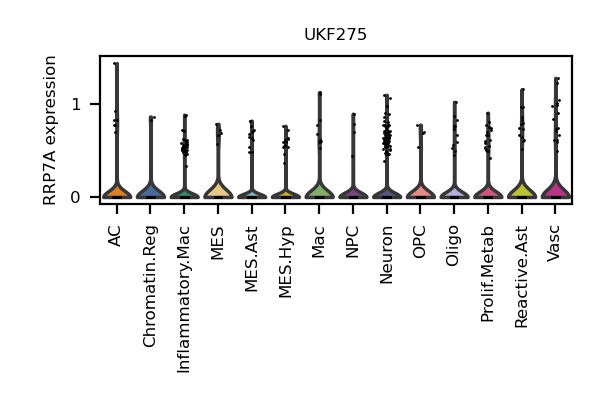 UKF275
RRP7A expression
1
0
AC
Chromatin.Reg
Inflammatory.Mac
MES
MES.Ast
MES.Hyp
Mac
NPC
Neuron
OPC
Oligo
Prolif.Metab
Reactive.Ast
Vasc